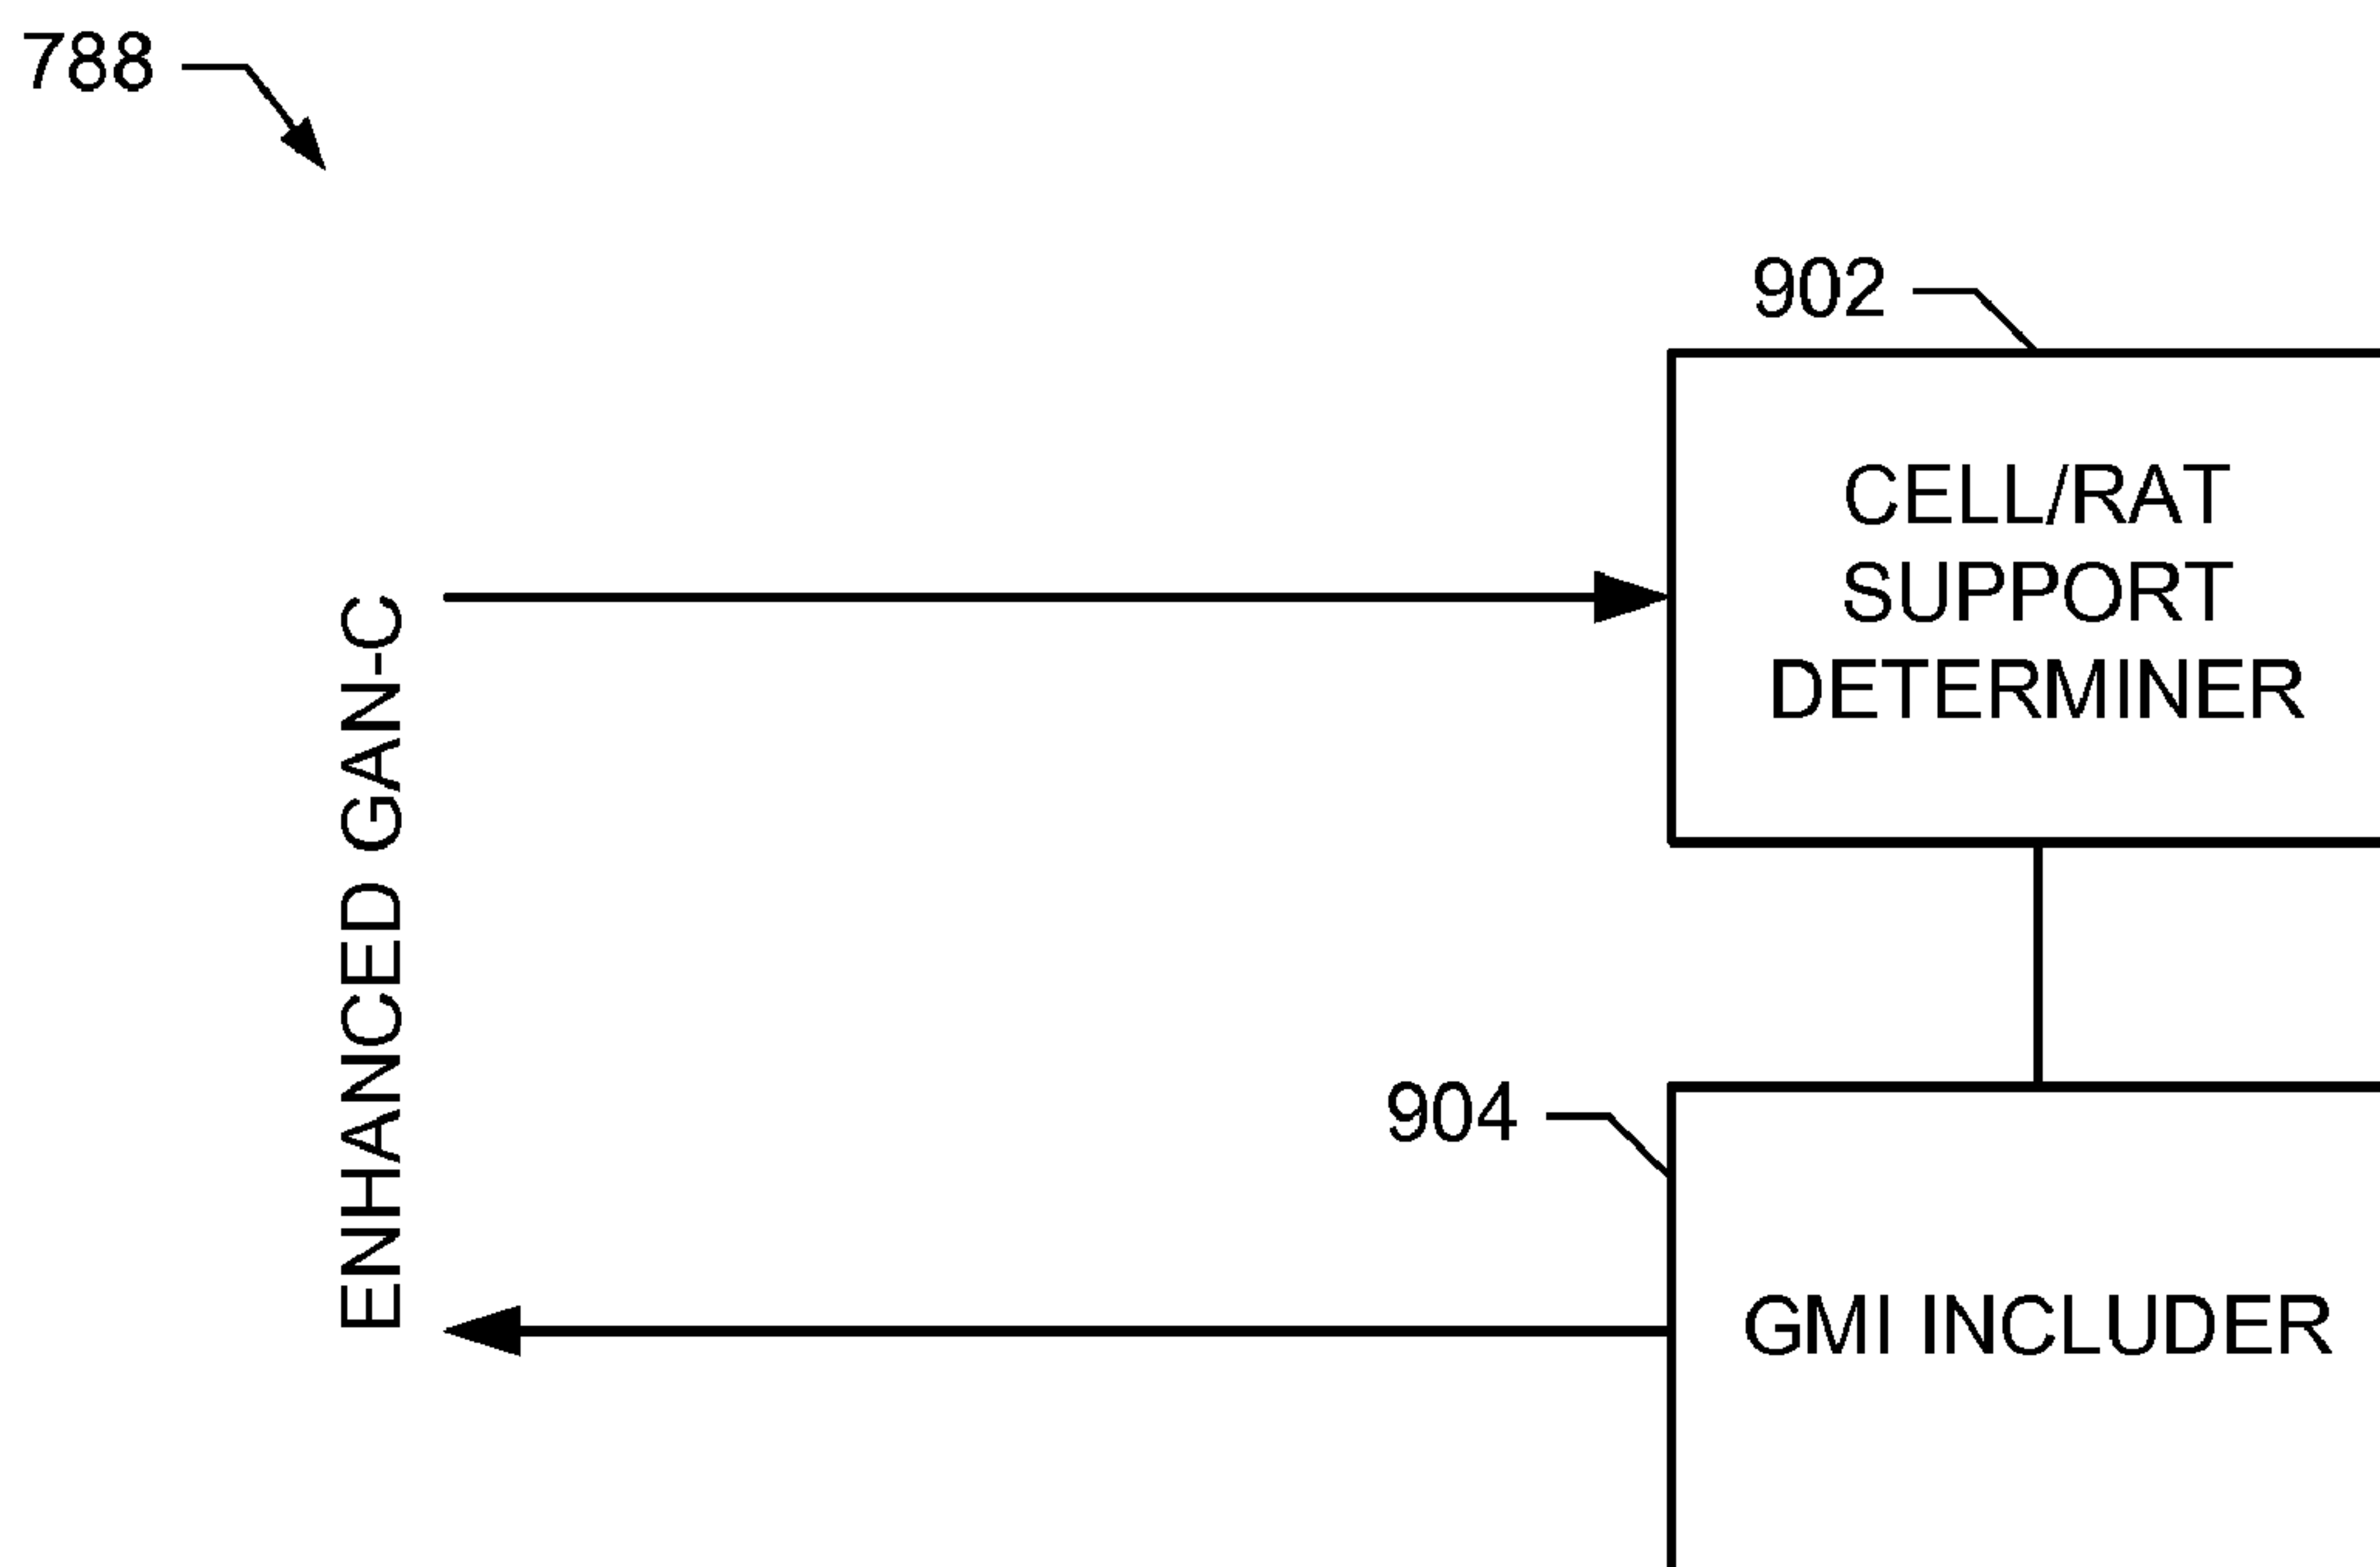 788
902
CELL/RAT
SUPPORT
DETERMINER
ENHANCED GAN-C
904
GMI INCLUDER